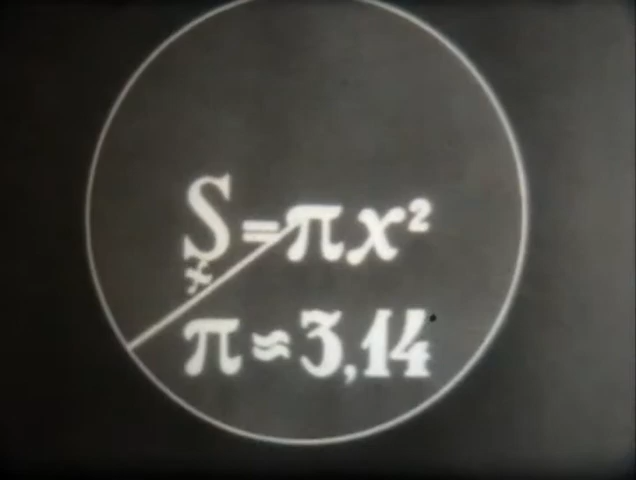 S = πx²
x
π ≈ 3,14